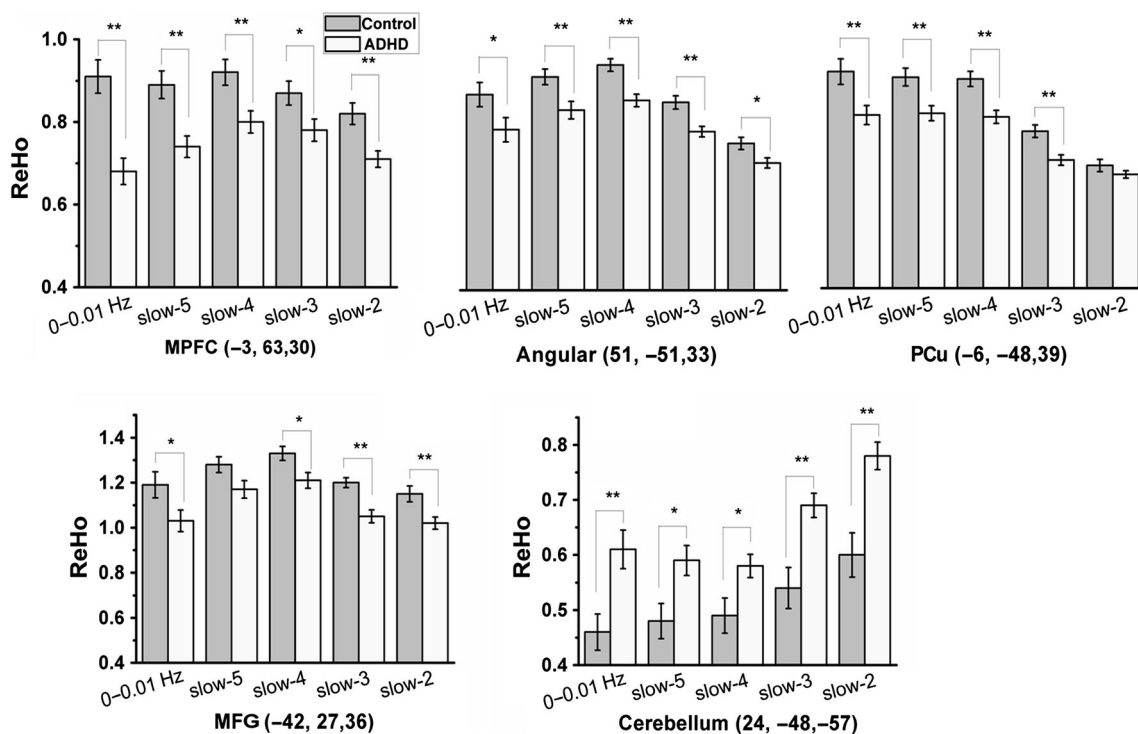 ** ** ** * **
Control
ADHD
ReHo
1.0
0.8
0.6
0.4
0–0.01 Hz slow-5 slow-4 slow-3 slow-2
MPFC (–3, 63,30)
* ** ** ** *
0–0.01 Hz slow-5 slow-4 slow-3 slow-2
Angular (51, –51,33)
** ** ** **
0–0.01 Hz slow-5 slow-4 slow-3 slow-2
PCu (–6, –48,39)
* * ** **
ReHo
1.4
1.2
1.0
0.8
0.6
0.4
0–0.01 Hz slow-5 slow-4 slow-3 slow-2
MFG (–42, 27,36)
** * * ** **
ReHo
0.8
0.7
0.6
0.5
0.4
0–0.01 Hz slow-5 slow-4 slow-3 slow-2
Cerebellum (24, –48,–57)